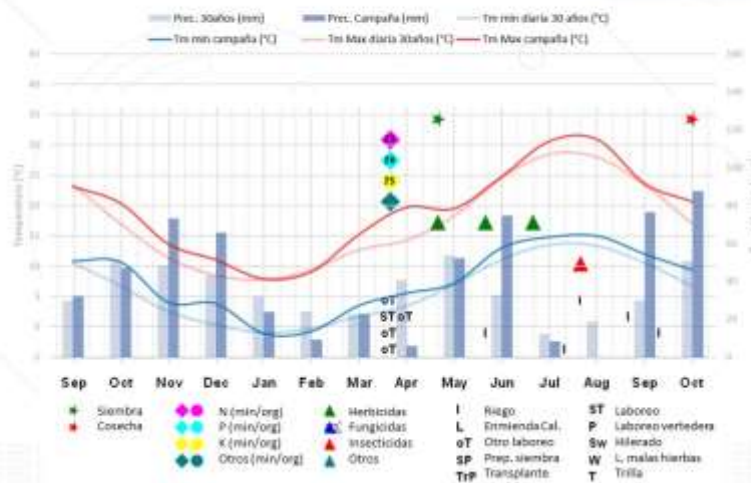 Prec. 30años (mm) Prec. Campaña (mm) Tm min diaria 30 años (°C)
Tm min campaña (°C) Tm Max diaria 30años (°C) Tm Max campaña (°C)
Temperatura (°C)
75
oT
ST oT
oT
oT
I
I
I
I
I
Sep Oct Nov Dec Jan Feb Mar Apr May Jun Jul Aug Sep Oct
Siembra N (min/org) Herbicidas I Riego ST Laboreo
Cosecha P (min/org) Fungicidas L Enmienda Cal. P Laboreo vertedera
K (min/org) Insecticidas oT Otro laboreo Sw Hilerado
Otros (min/org) Otros SP Prep. siembra W L, malas hierbas
TrP Transplante T Trilla